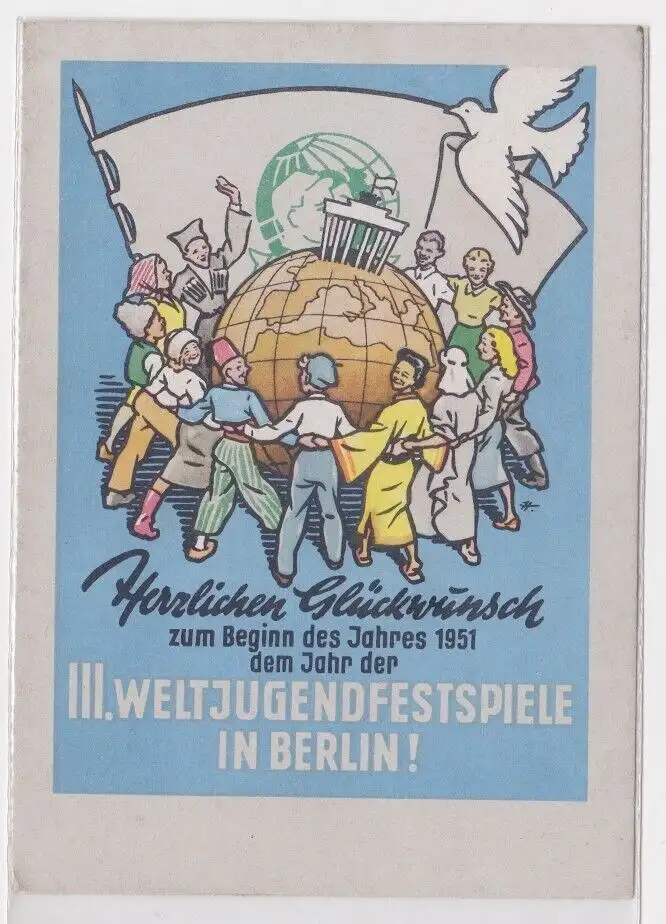 Herzlichen Glückwunsch
zum Beginn des Jahres 1951
dem Jahr der
III. WELTJUGENDFESTSPIELE
IN BERLIN!